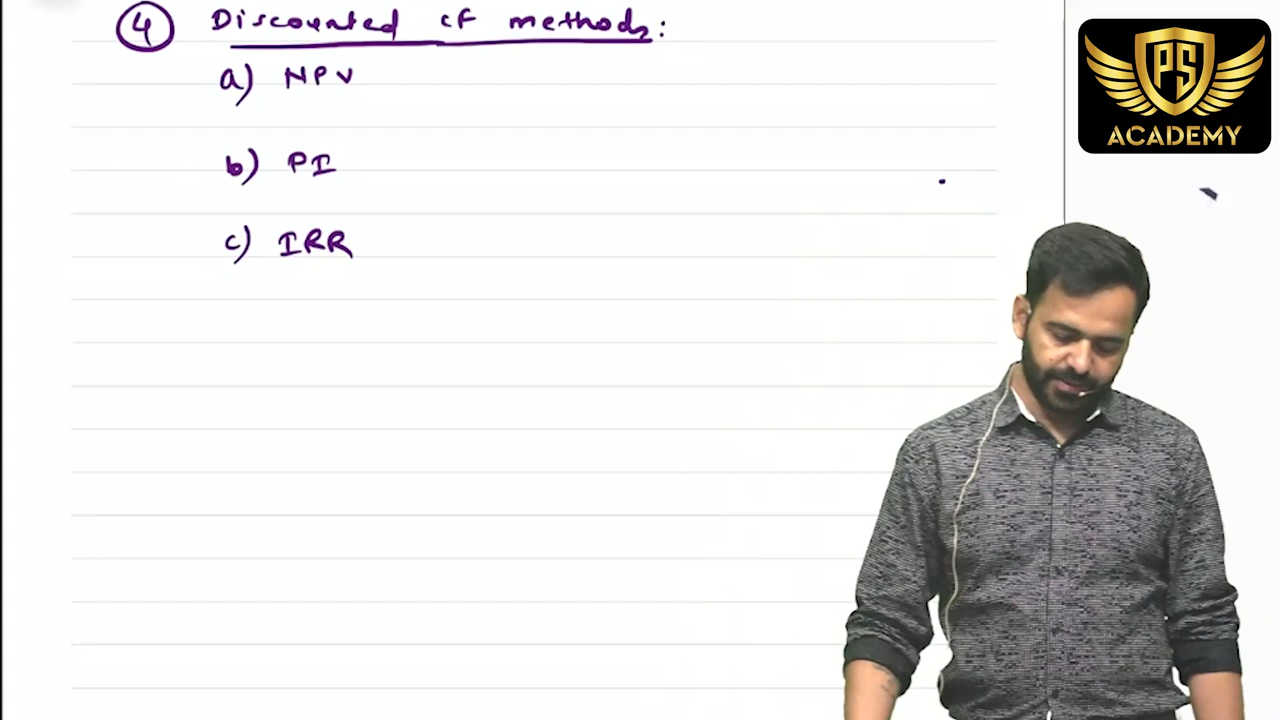 ④ Discounted CF methods:
a) NPV
b) PI
c) IRR
PS
ACADEMY